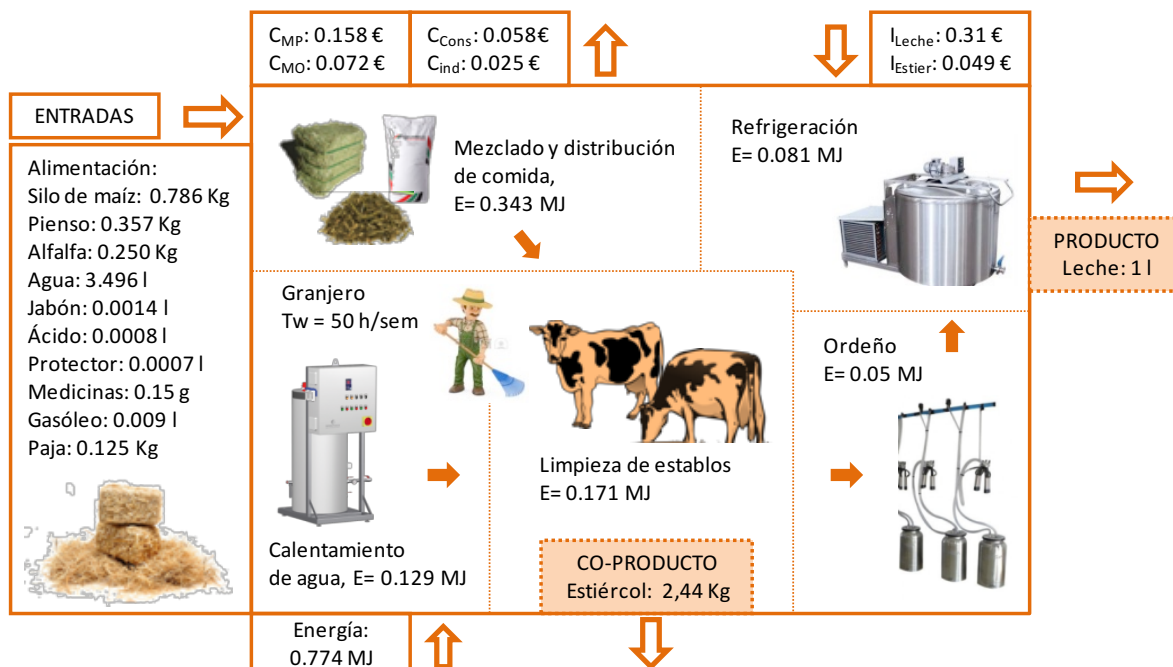 C_MP: 0.158 €
C_MO: 0.072 €
C_Cons: 0.058€
C_ind: 0.025 €
I_Leche: 0.31 €
I_Estier: 0.049 €
ENTRADAS
Alimentación:
Silo de maíz: 0.786 Kg
Pienso: 0.357 Kg
Alfalfa: 0.250 Kg
Agua: 3.496 l
Jabón: 0.0014 l
Ácido: 0.0008 l
Protector: 0.0007 l
Medicinas: 0.15 g
Gasóleo: 0.009 l
Paja: 0.125 Kg
Mezclado y distribución
de comida,
E= 0.343 MJ
Refrigeración
E= 0.081 MJ
PRODUCTO
Leche: 1 l
Granjero
Tw = 50 h/sem
Ordeño
E= 0.05 MJ
Limpieza de establos
E= 0.171 MJ
Calentamiento
de agua, E= 0.129 MJ
CO-PRODUCTO
Estiércol: 2,44 Kg
Energía:
0.774 MJ